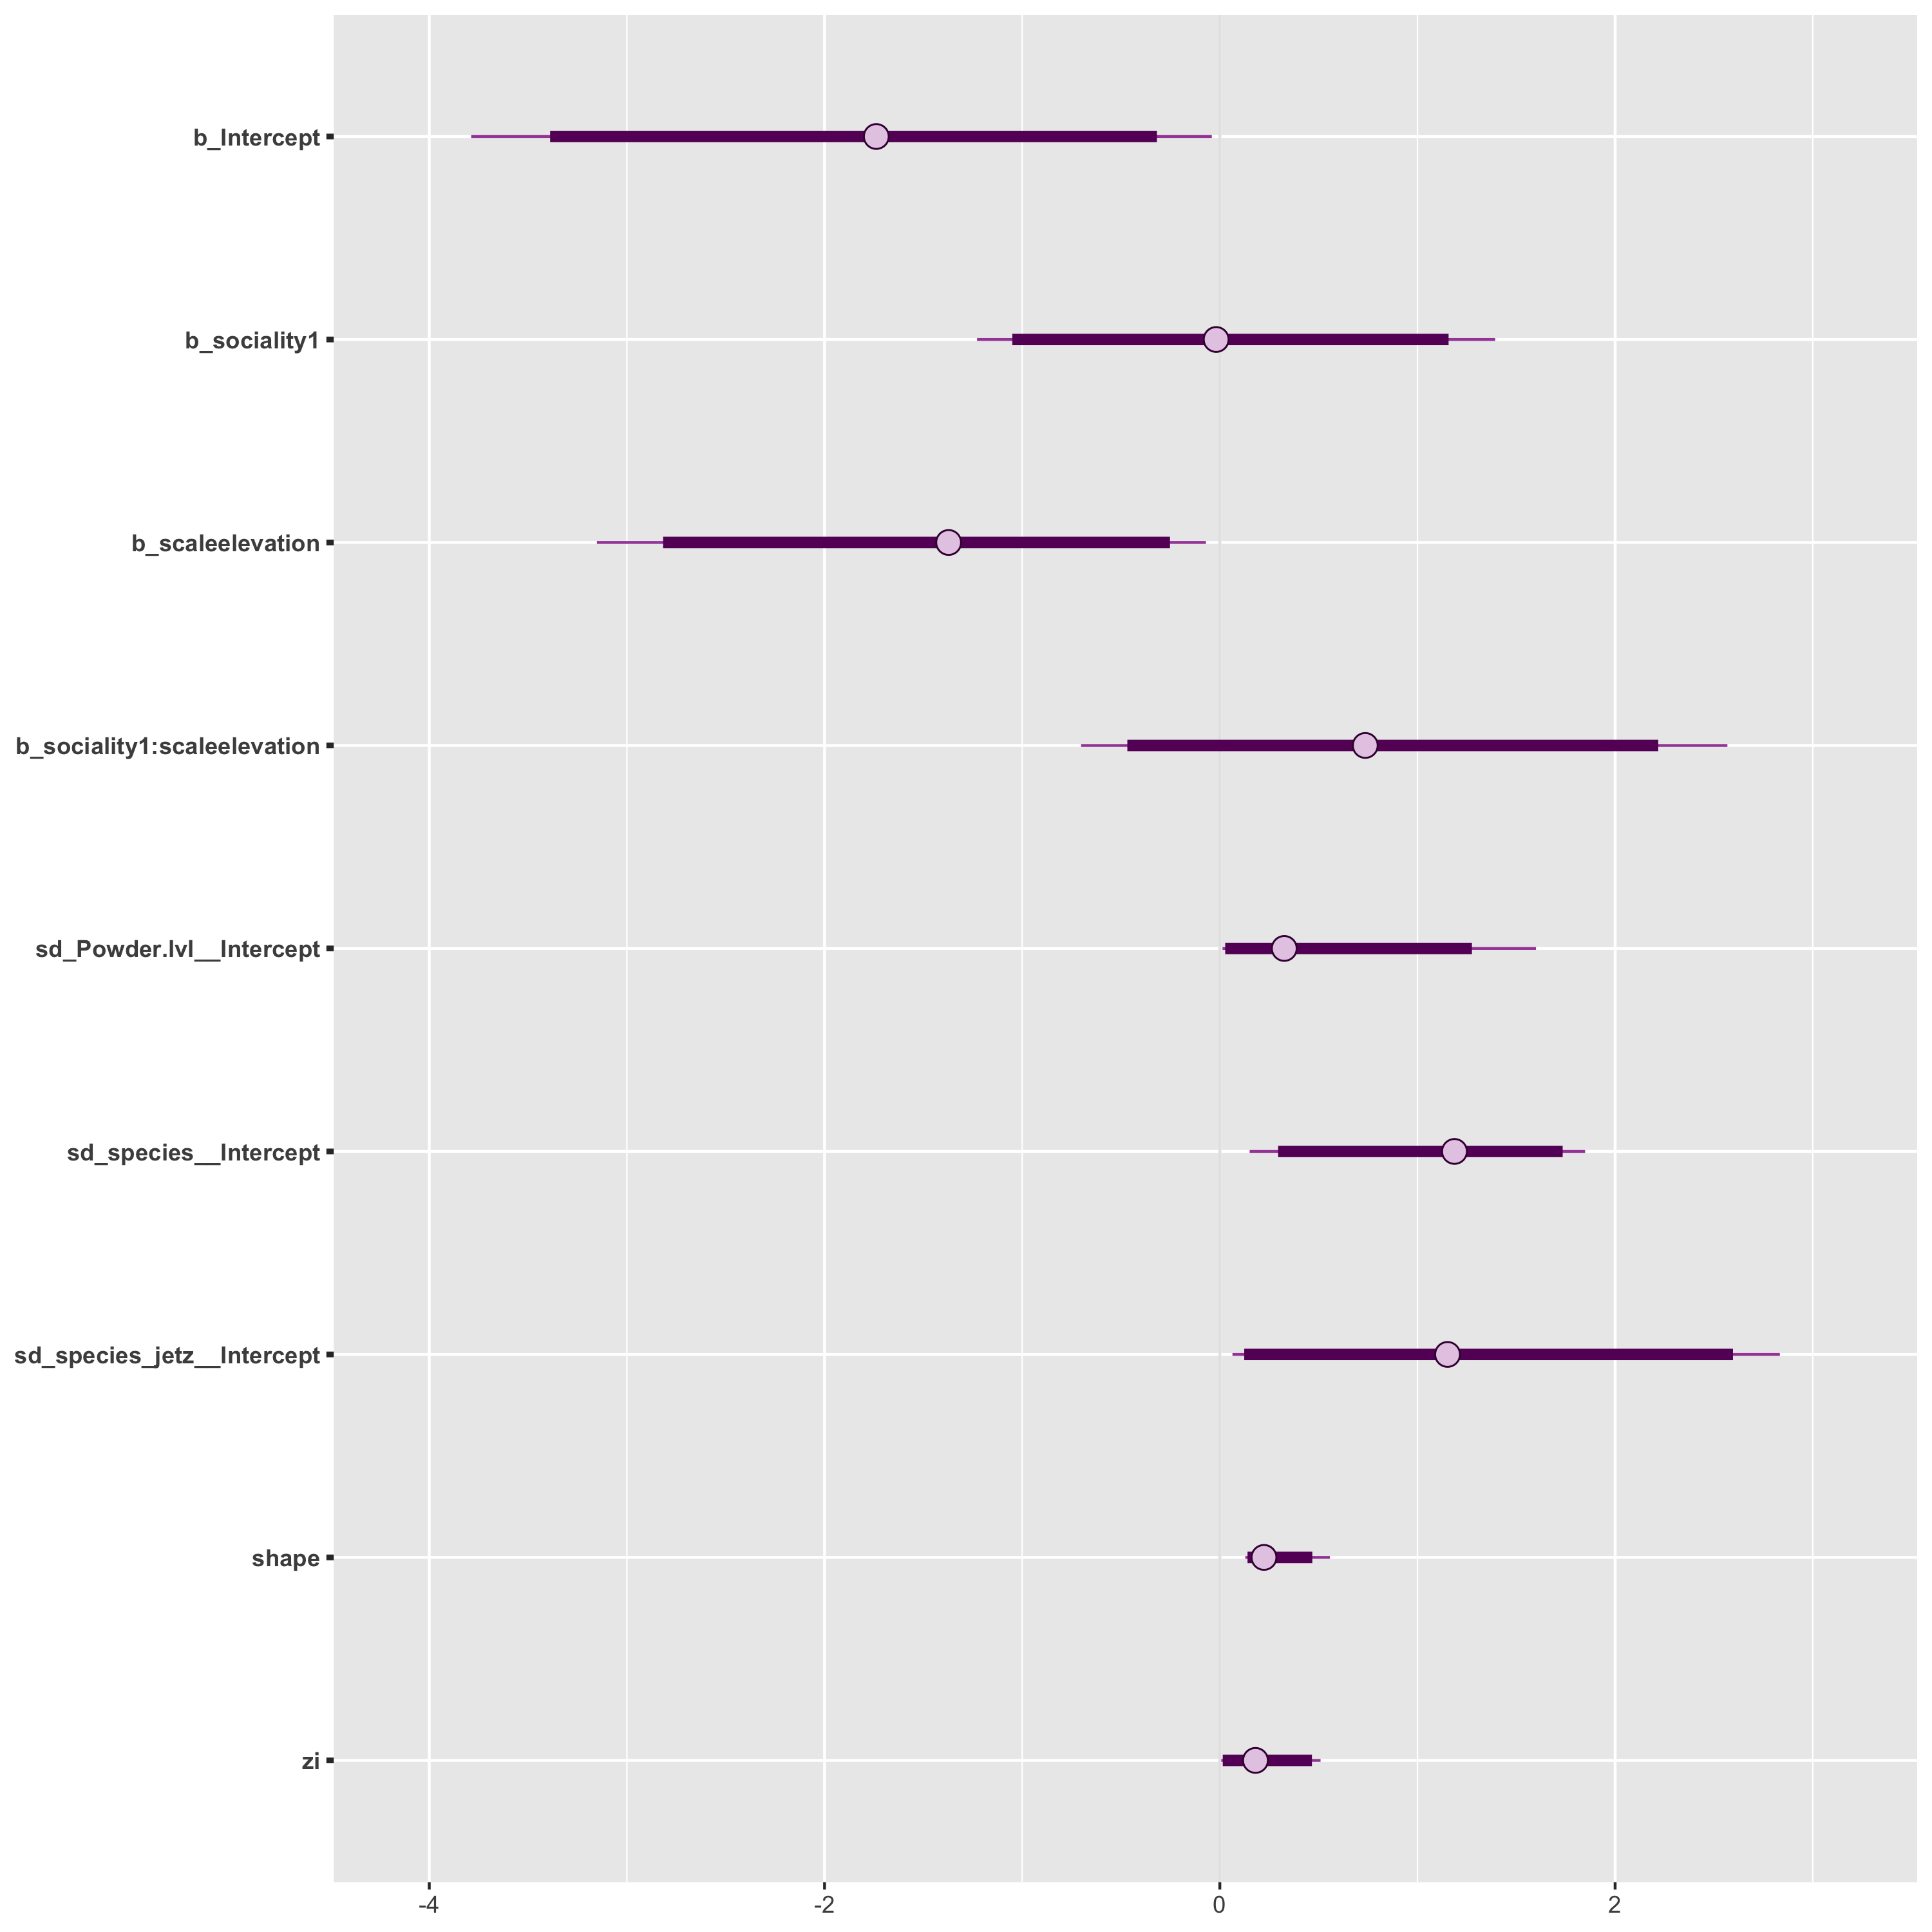 b_Intercept
b_sociality1
b_scaleelevation
b_sociality1:scaleelevation
sd_Powder.lvl__Intercept
sd_species__Intercept
sd_species_jetz__Intercept
shape
zi
-4 -2 0 2